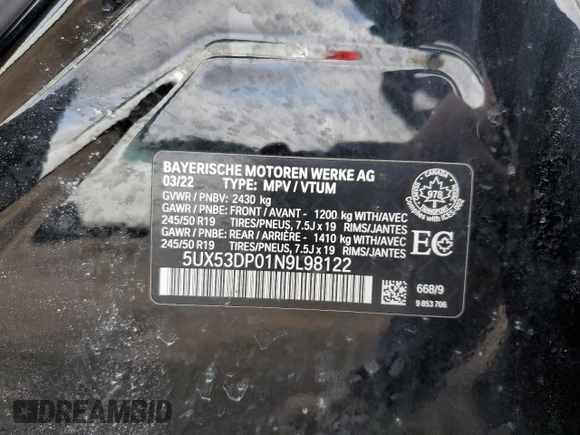 BAYERISCHE MOTOREN WERKE AG
03/22 TYPE: MPV / VTUM
GVWR / PNBV: 2430 kg
GAWR / PNBE: FRONT / AVANT - 1200 kg WITH/AVEC
245/50 R19 TIRES/PNEUS, 7.5J x 19 RIMS/JANTES
GAWR / PNBE: REAR / ARRIÈRE - 1410 kg WITH/AVEC
245/50 R19 TIRES/PNEUS, 7.5J x 19 RIMS/JANTES
5UX53DP01N9L98122
CANADA
978
TRANSPORT
EC
668/9
9 853 706
DREAMBID